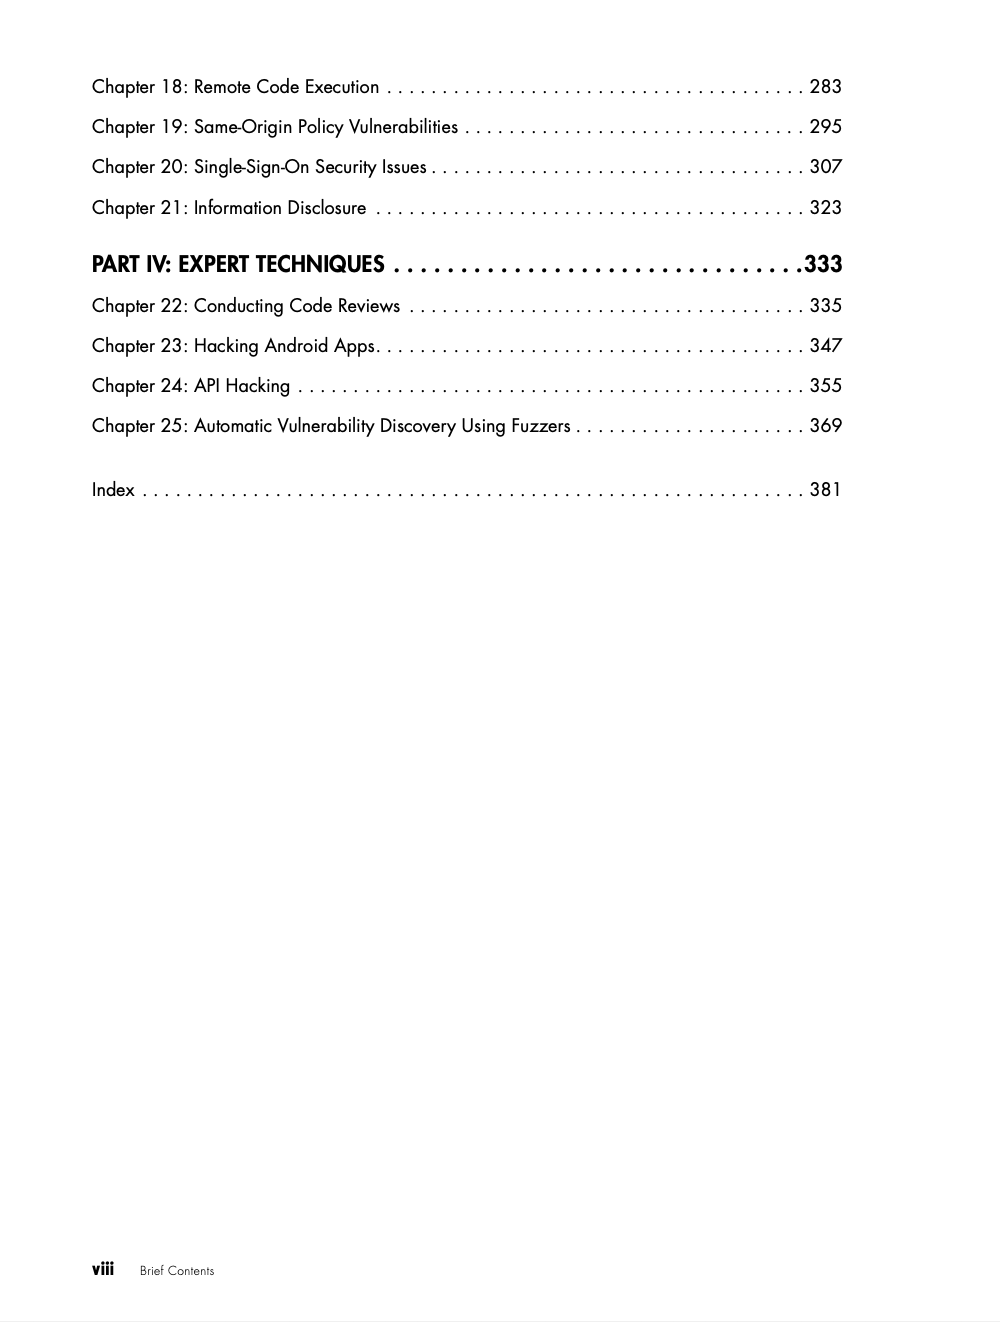 Chapter 18: Remote Code Execution . . . . . . . . . . . . . . . . . . . . . . . . . . . . . . . . . . . . . . 283
Chapter 19: Same-Origin Policy Vulnerabilities . . . . . . . . . . . . . . . . . . . . . . . . . . . . . . . 295
Chapter 20: Single-Sign-On Security Issues . . . . . . . . . . . . . . . . . . . . . . . . . . . . . . . . . . 307
Chapter 21: Information Disclosure . . . . . . . . . . . . . . . . . . . . . . . . . . . . . . . . . . . . . . . 323
PART IV: EXPERT TECHNIQUES . . . . . . . . . . . . . . . . . . . . . . . . . . . . . . .333
Chapter 22: Conducting Code Reviews . . . . . . . . . . . . . . . . . . . . . . . . . . . . . . . . . . . . 335
Chapter 23: Hacking Android Apps. . . . . . . . . . . . . . . . . . . . . . . . . . . . . . . . . . . . . . . 347
Chapter 24: API Hacking . . . . . . . . . . . . . . . . . . . . . . . . . . . . . . . . . . . . . . . . . . . . . . 355
Chapter 25: Automatic Vulnerability Discovery Using Fuzzers . . . . . . . . . . . . . . . . . . . . . 369
Index . . . . . . . . . . . . . . . . . . . . . . . . . . . . . . . . . . . . . . . . . . . . . . . . . . . . . . . . . . . . 381
viii Brief Contents